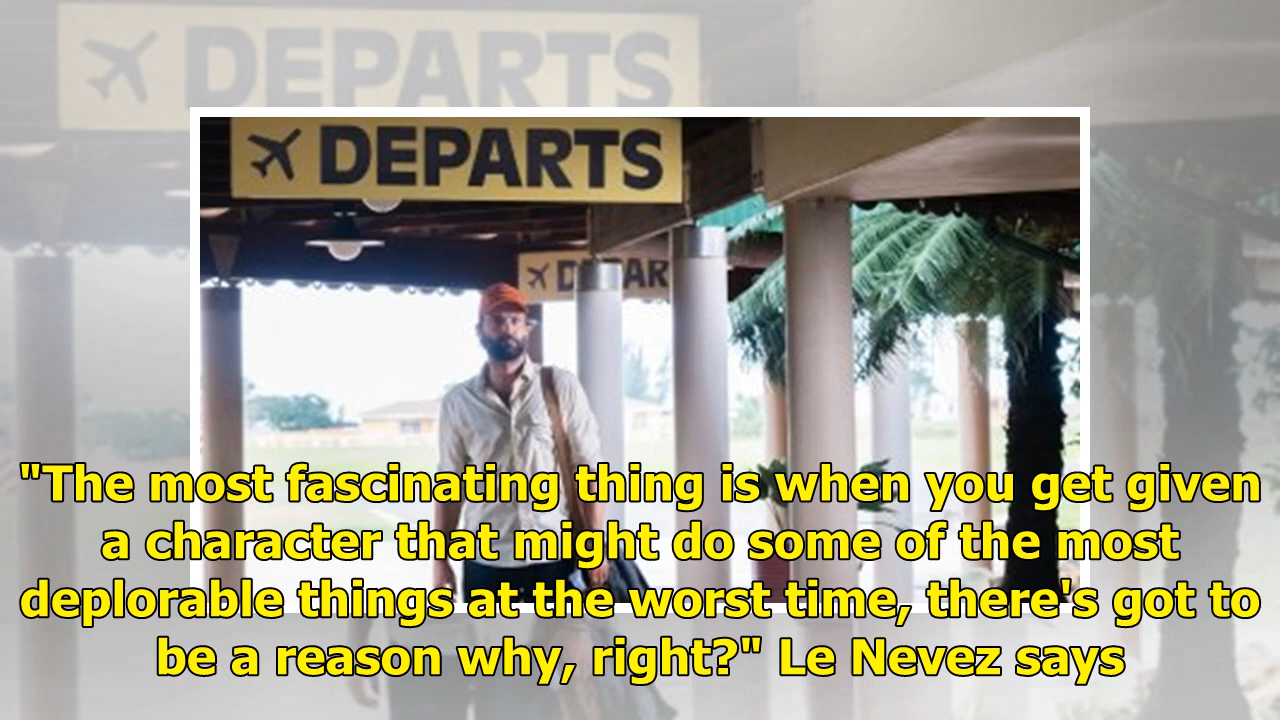 DEPARTS
DEPARTS
DEPAR
"The most fascinating thing is when you get given
a character that might do some of the most
deplorable things at the worst time, there's got to
be a reason why, right?" Le Nevez says